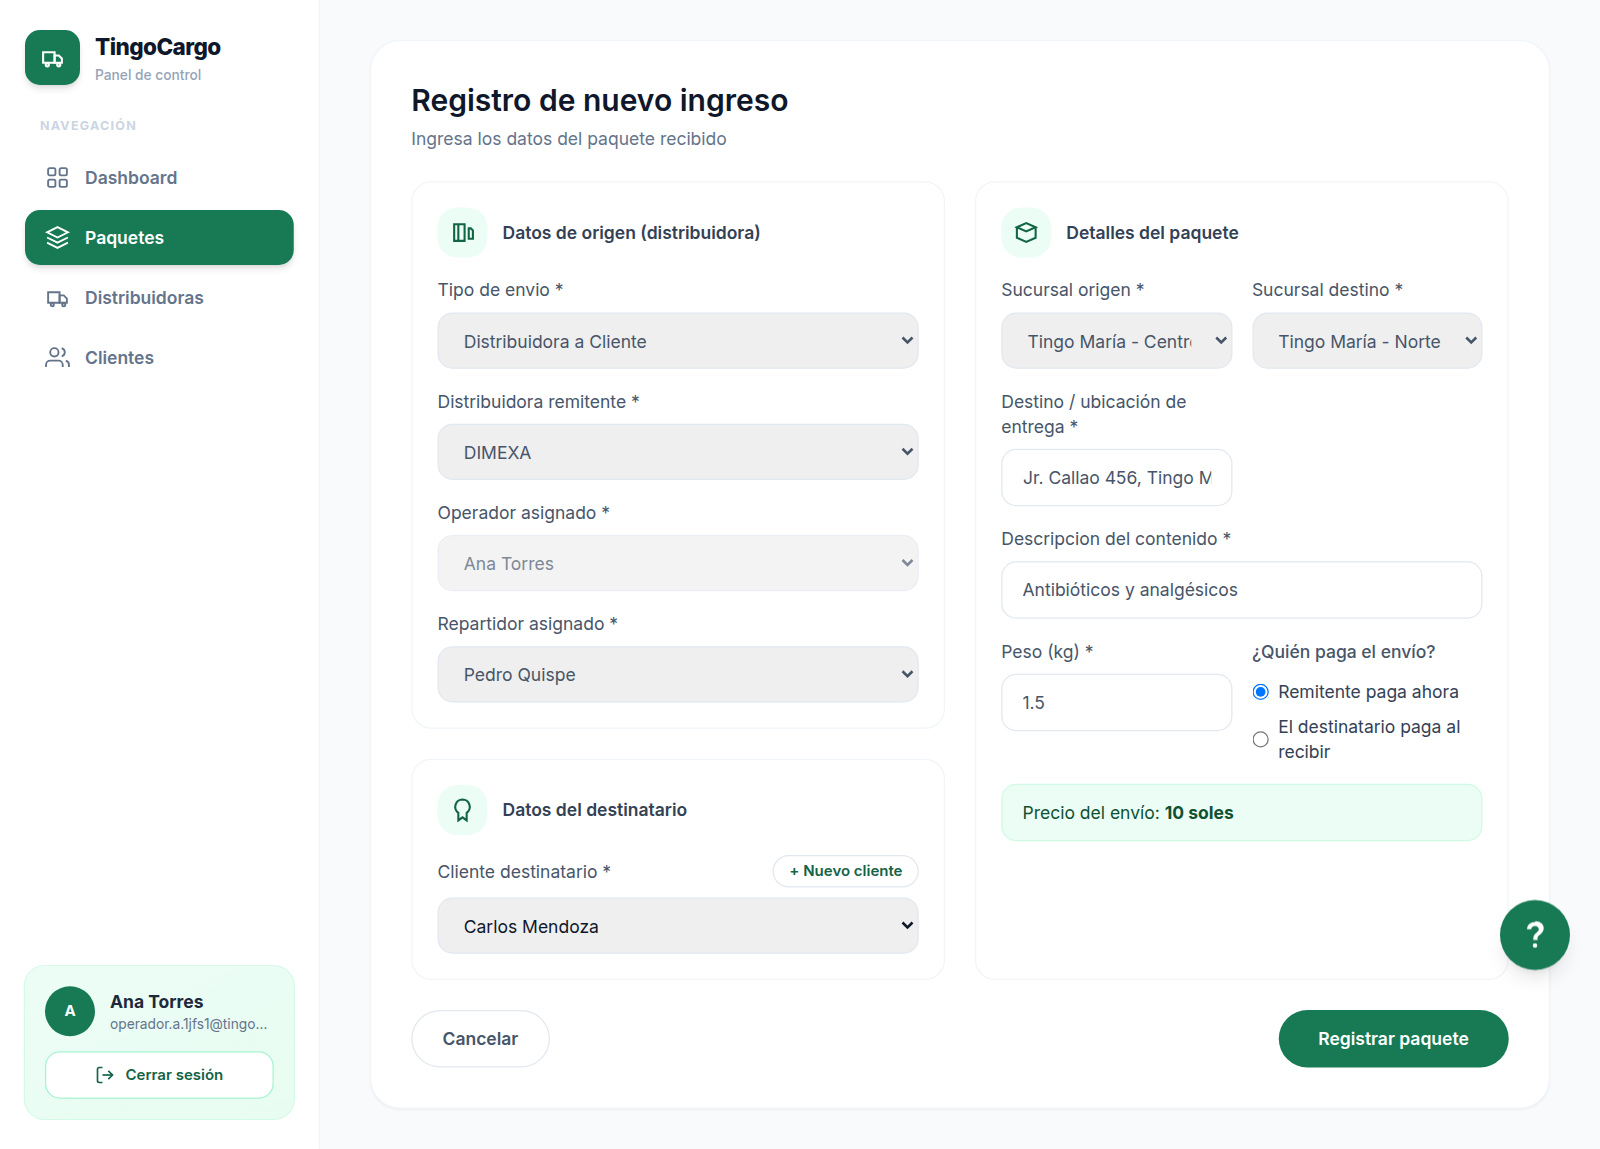 TingoCargo
Panel de control
NAVEGACIÓN
Dashboard
Paquetes
Distribuidoras
Clientes
A
Ana Torres
operador.a.1jfs1@tingo...
Cerrar sesión
Registro de nuevo ingreso
Ingresa los datos del paquete recibido
Datos de origen (distribuidora)
Tipo de envio *
Distribuidora a Cliente
Distribuidora remitente *
DIMEXA
Operador asignado *
Ana Torres
Repartidor asignado *
Pedro Quispe
Datos del destinatario
Cliente destinatario *
+ Nuevo cliente
Carlos Mendoza
Detalles del paquete
Sucursal origen *
Tingo María - Centr
Sucursal destino *
Tingo María - Norte
Destino / ubicación de
entrega *
Jr. Callao 456, Tingo M
Descripcion del contenido *
Antibióticos y analgésicos
Peso (kg) *
1.5
¿Quién paga el envío?
Remitente paga ahora
El destinatario paga al
recibir
Precio del envío: 10 soles
?
Cancelar
Registrar paquete